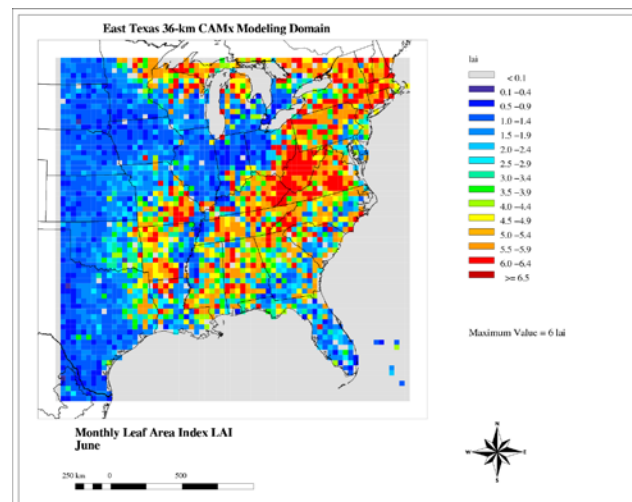 East Texas 36-km CAMx Modeling Domain
lai
< 0.1
0.1 -0.4
0.5 -0.9
1.0 -1.4
1.5 -1.9
2.0 -2.4
2.5 -2.9
3.0 -3.4
3.5 -3.9
4.0 -4.4
4.5 -4.9
5.0 -5.4
5.5 -5.9
6.0 -6.4
>= 6.5
Maximum Value = 6 lai
Monthly Leaf Area Index LAI
June
250 km 0 500
N
W E
S